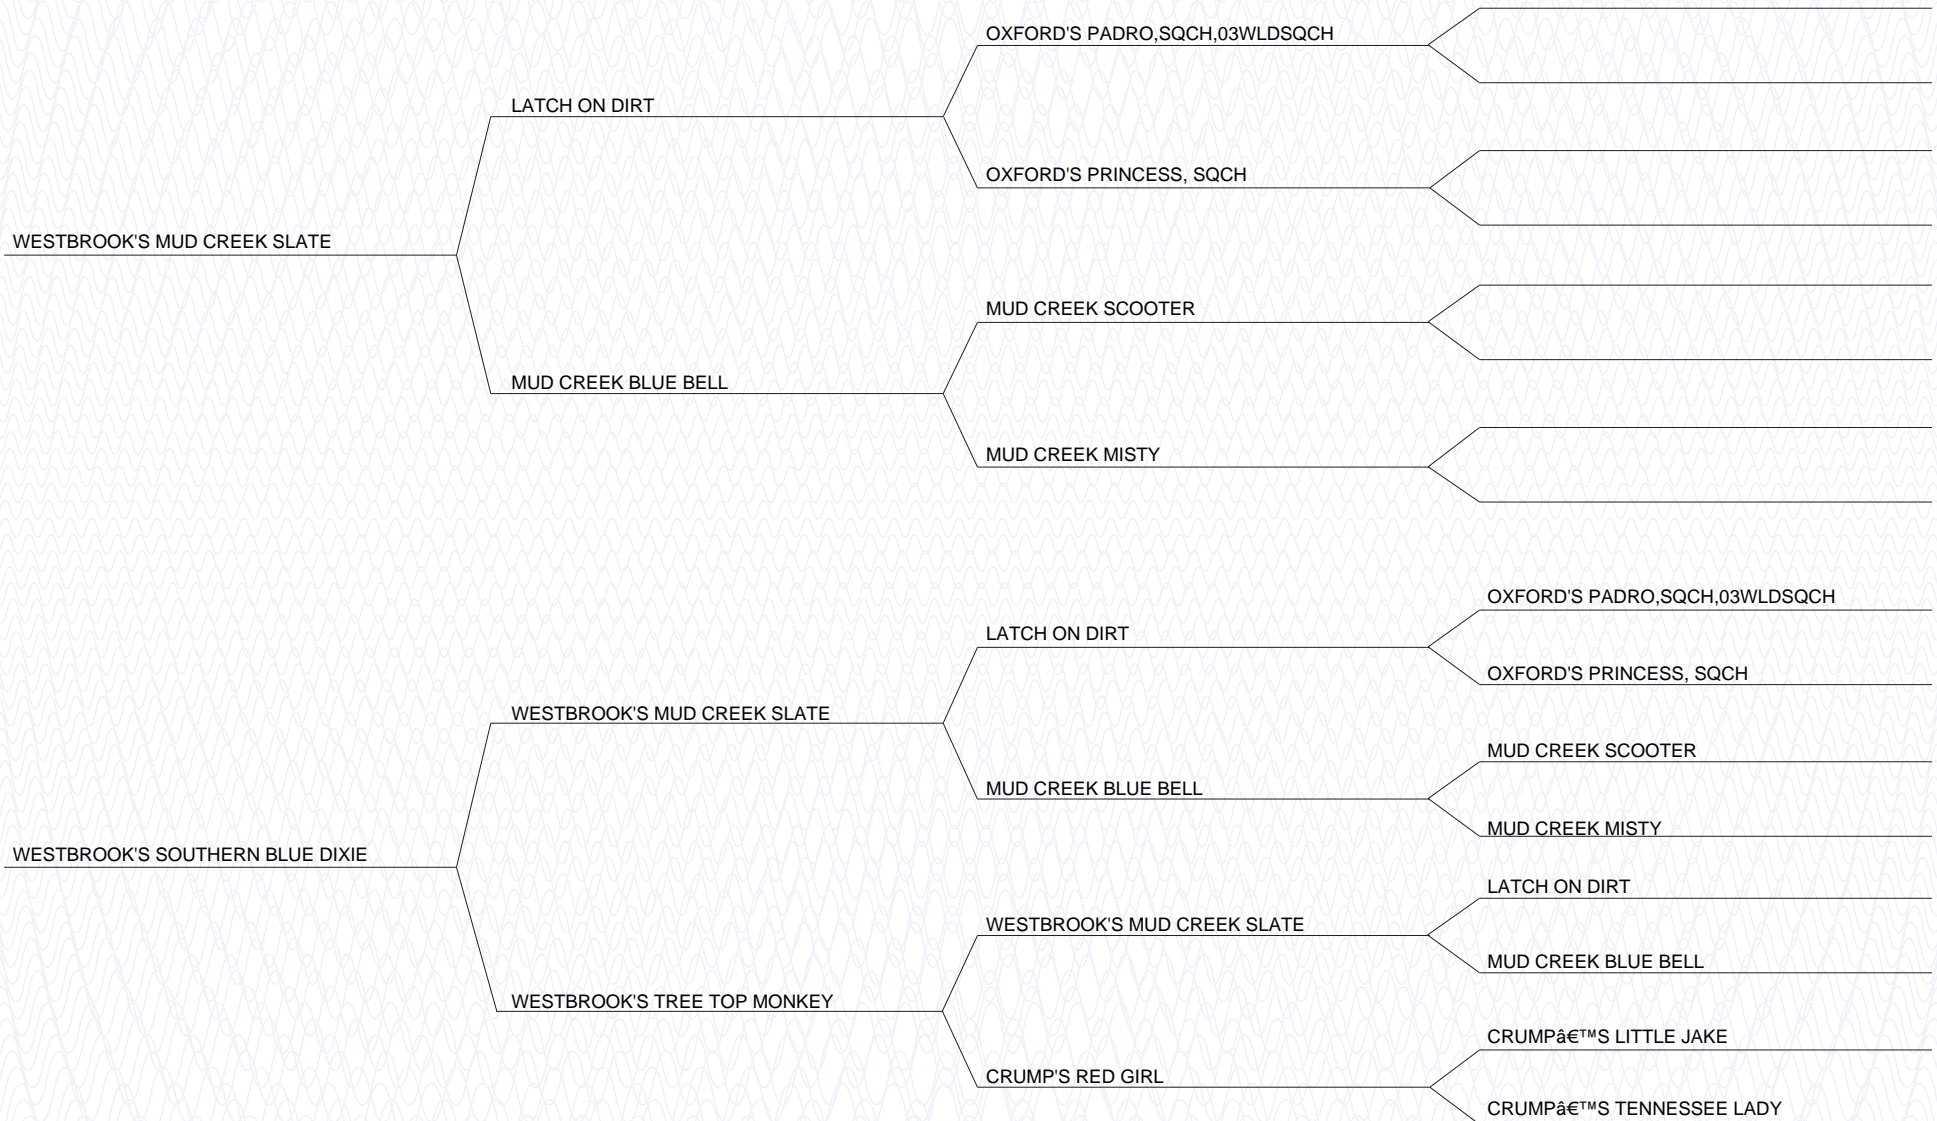 OXFORD'S PADRO,SQCH,03WLDSQCH
LATCH ON DIRT
OXFORD'S PRINCESS, SQCH
WESTBROOK'S MUD CREEK SLATE
MUD CREEK SCOOTER
MUD CREEK BLUE BELL
MUD CREEK MISTY
OXFORD'S PADRO,SQCH,03WLDSQCH
LATCH ON DIRT
OXFORD'S PRINCESS, SQCH
WESTBROOK'S MUD CREEK SLATE
MUD CREEK SCOOTER
MUD CREEK BLUE BELL
MUD CREEK MISTY
WESTBROOK'S SOUTHERN BLUE DIXIE
LATCH ON DIRT
WESTBROOK'S MUD CREEK SLATE
MUD CREEK BLUE BELL
WESTBROOK'S TREE TOP MONKEY
CRUMPâ€™S LITTLE JAKE
CRUMP'S RED GIRL
CRUMPâ€™S TENNESSEE LADY